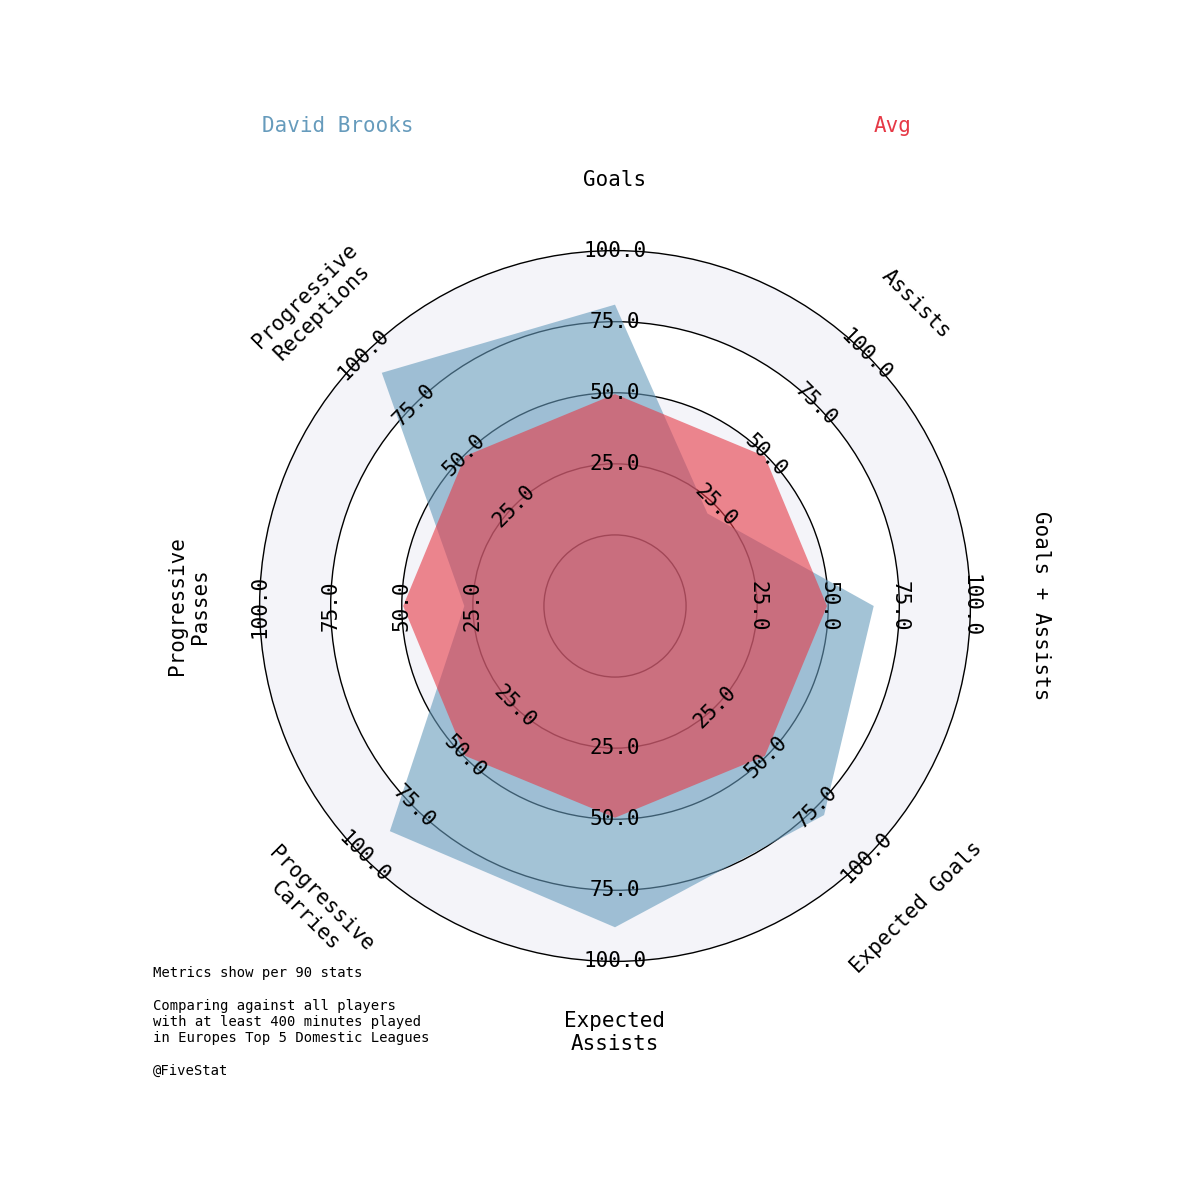 David Brooks
Avg
Goals
Assists
Goals + Assists
Expected Goals
Expected
Assists
Progressive
Carries
Progressive
Passes
Progressive
Receptions
25.0
50.0
75.0
100.0
25.0
50.0
75.0
100.0
25.0
50.0
75.0
100.0
25.0
50.0
75.0
100.0
25.0
50.0
75.0
100.0
25.0
50.0
75.0
100.0
25.0
50.0
75.0
100.0
25.0
50.0
75.0
100.0
Metrics show per 90 stats
Comparing against all players
with at least 400 minutes played
in Europes Top 5 Domestic Leagues
@FiveStat